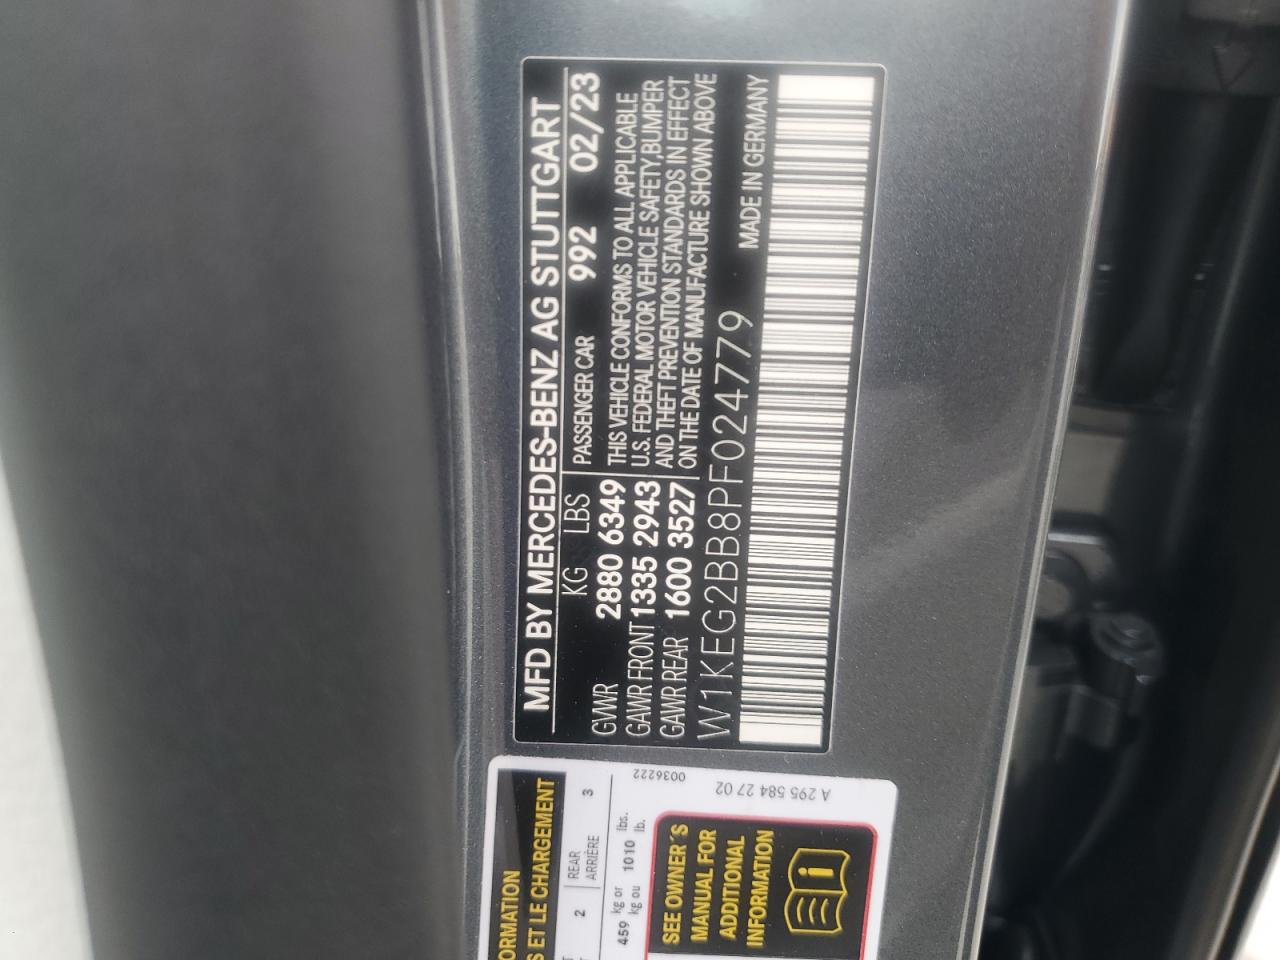 MFD BY MERCEDES-BENZ AG STUTTGART
KG LBS PASSENGER CAR 992 02/23
GVWR 2880 6349
GAWR FRONT 1335 2943
GAWR REAR 1600 3527
THIS VEHICLE CONFORMS TO ALL APPLICABLE
U.S. FEDERAL MOTOR VEHICLE SAFETY,BUMPER
AND THEFT PREVENTION STANDARDS IN EFFECT
ON THE DATE OF MANUFACTURE SHOWN ABOVE
W1KEG2BB8PF024779 MADE IN GERMANY
ORMATION
S ET LE CHARGEMENT
2 REAR 3
ARRIÈRE
459 kg or 1010 lbs.
kg ou lb.
SEE OWNER'S
MANUAL FOR
ADDITIONAL
INFORMATION
0036222
A 295 584 27 02